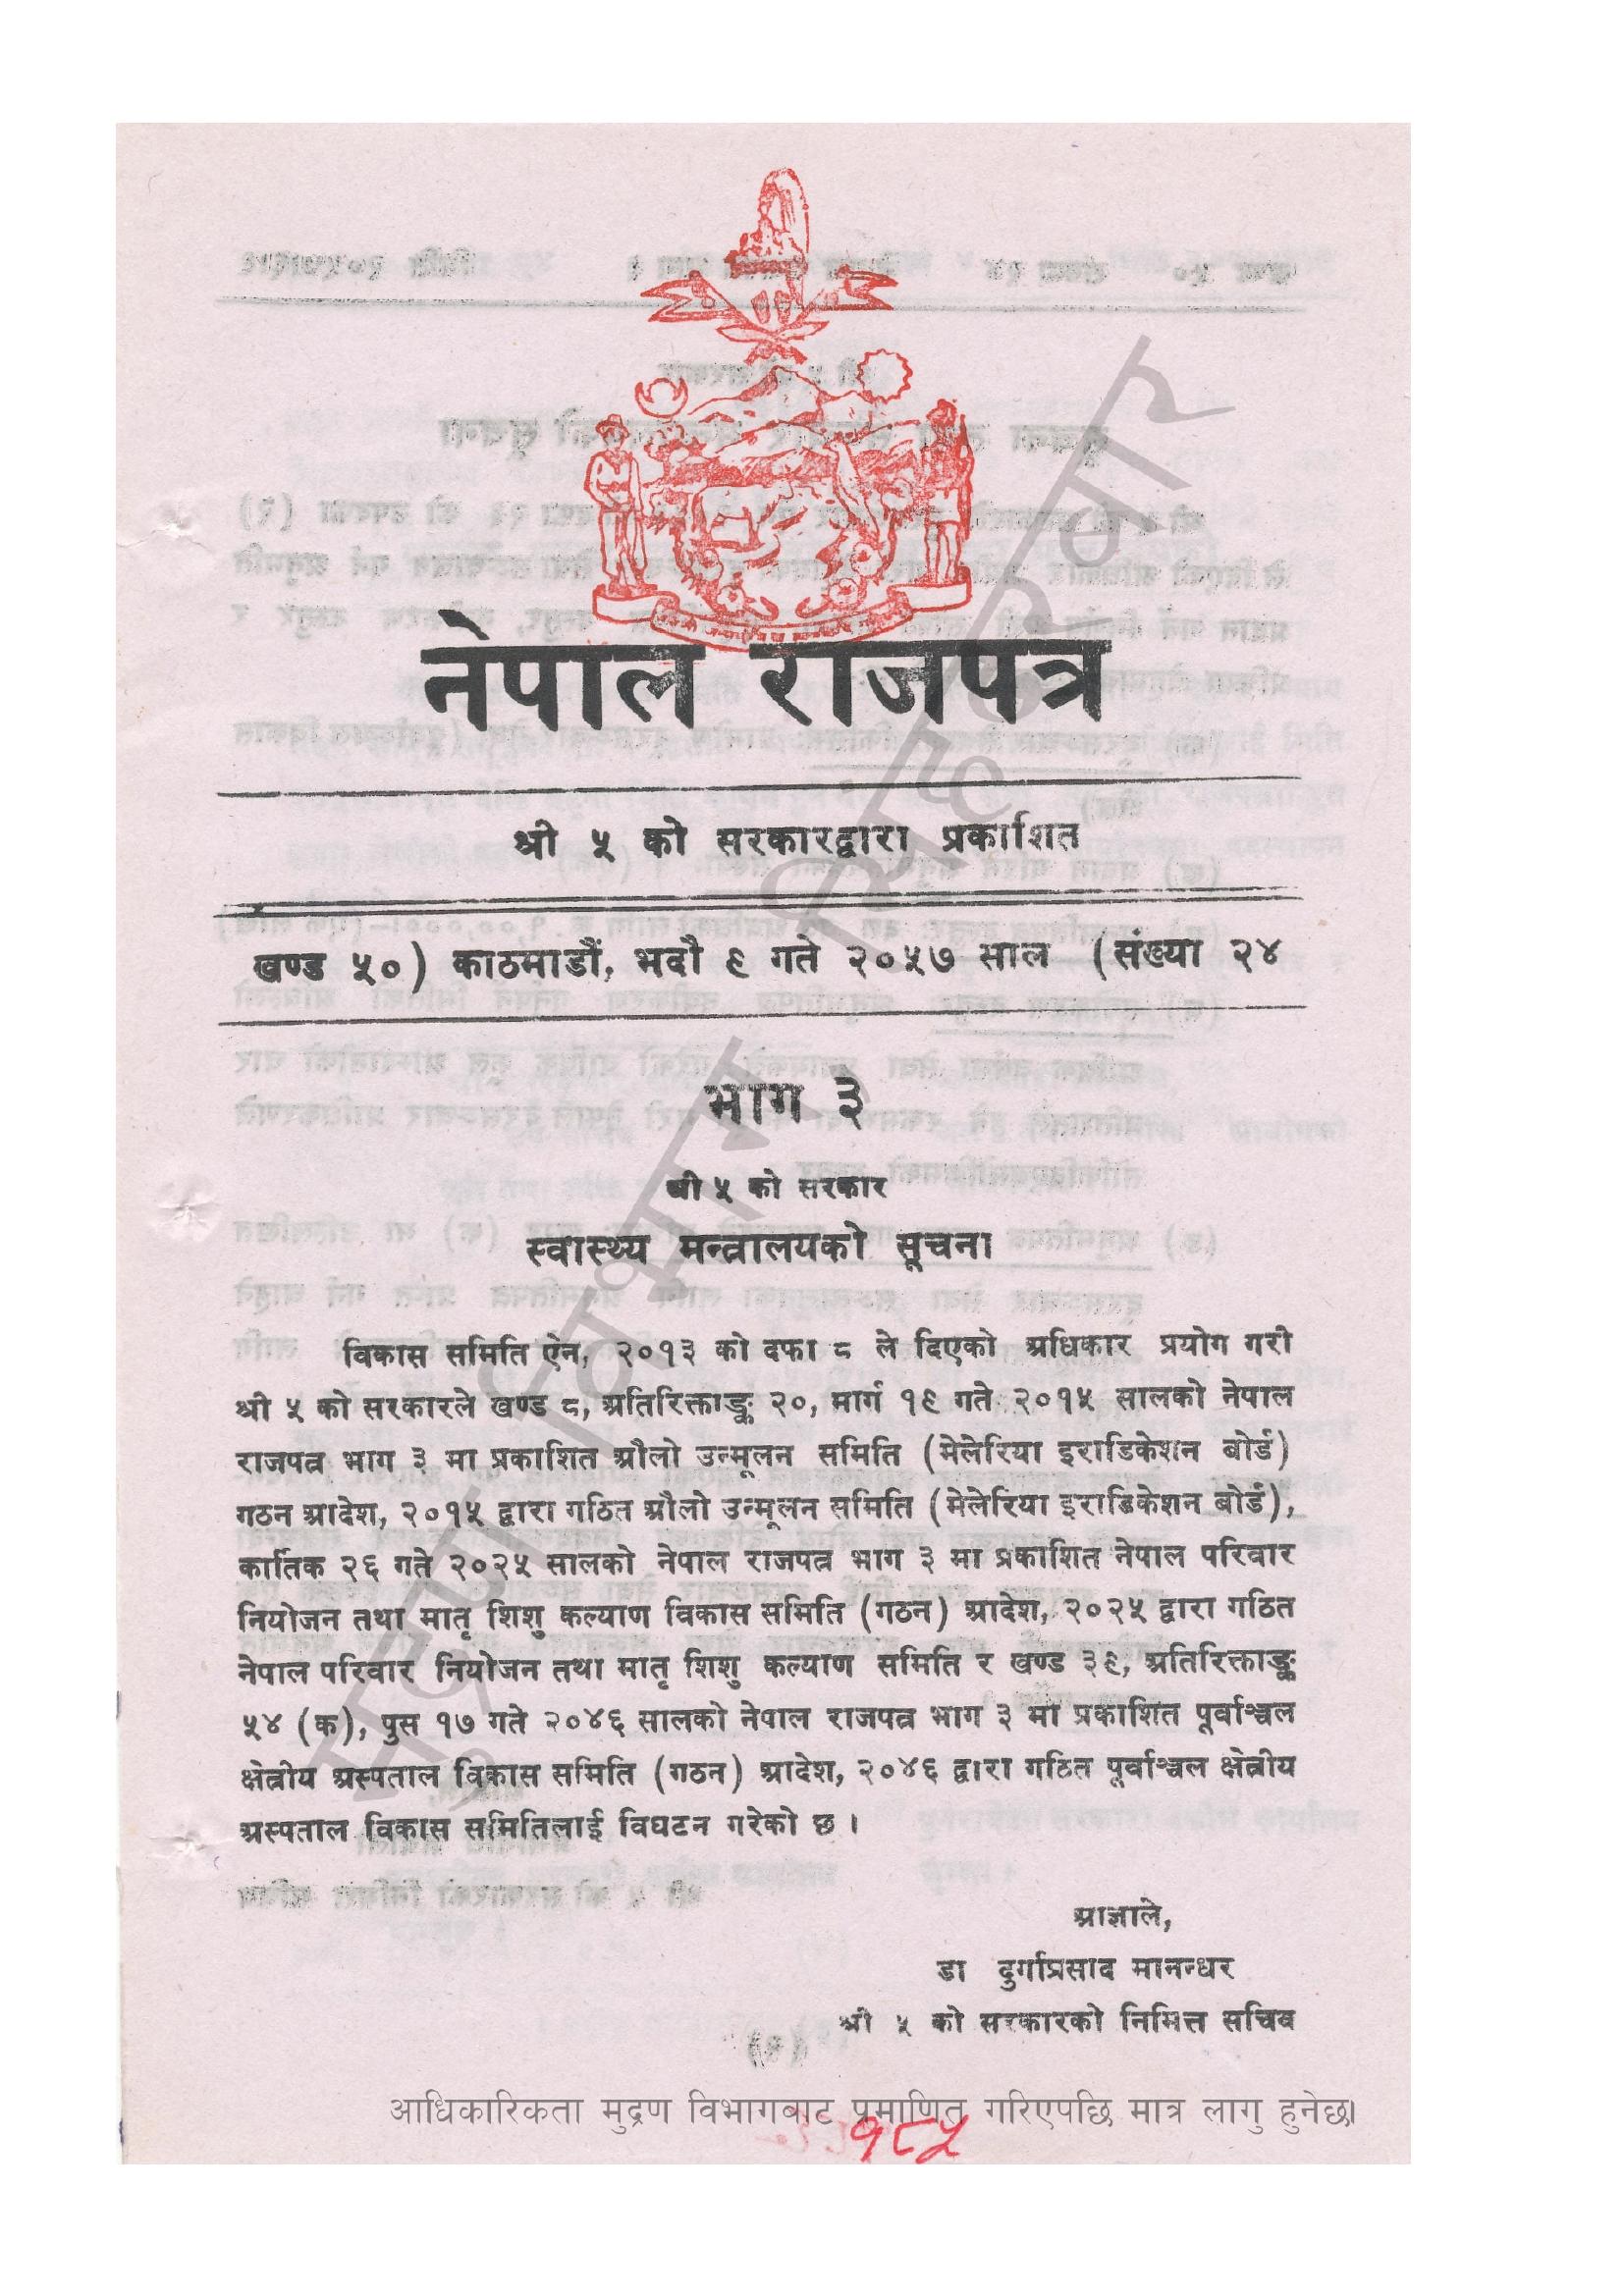 नेपाल राजपत्र
श्री ५ को सरकारद्वारा प्रकाशित
खण्ड ५०) काठमाडौं, भदौ ९ गते २०५७ साल (संख्या २४
भाग ३
श्री ५ को सरकार
स्वास्थ्य मन्त्रालयको सूचना
विकास समिति ऐन, २०१३ को दफा ८ ले दिएको अधिकार प्रयोग गरी
श्री ५ को सरकारले खण्ड ८, अतिरिक्ताङ्क २०, मार्ग १९ गते २०१५ सालको नेपाल
राजपत्र भाग ३ मा प्रकाशित औलो उन्मूलन समिति (मेलेरिया इराडिकेशन बोर्ड)
गठन आदेश, २०१५ द्वारा गठित औलो उन्मूलन समिति (मेलेरिया इराडिकेशन बोर्ड),
कार्तिक २६ गते २०२५ सालको नेपाल राजपत्र भाग ३ मा प्रकाशित नेपाल परिवार
नियोजन तथा मातृ शिशु कल्याण विकास समिति (गठन) आदेश, २०२५ द्वारा गठित
नेपाल परिवार नियोजन तथा मातृ शिशु कल्याण समिति र खण्ड ३९, अतिरिक्ताङ्क
५४ (क), पुस १७ गते २०४६ सालको नेपाल राजपत्र भाग ३ मा प्रकाशित पूर्वाञ्चल
क्षेत्रीय अस्पताल विकास समिति (गठन) आदेश, २०४६ द्वारा गठित पूर्वाञ्चल क्षेत्रीय
अस्पताल विकास समितिलाई विघटन गरेको छ ।
आज्ञाले,
डा दुर्गाप्रसाद मानन्धर
श्री ५ को सरकारको निमित्त सचिव
आधिकारिकता मुद्रण विभागबाट प्रमाणित गरिएपछि मात्र लागु हुनेछ।
१८५
मुद्रण विभाग, सिंहदरबार